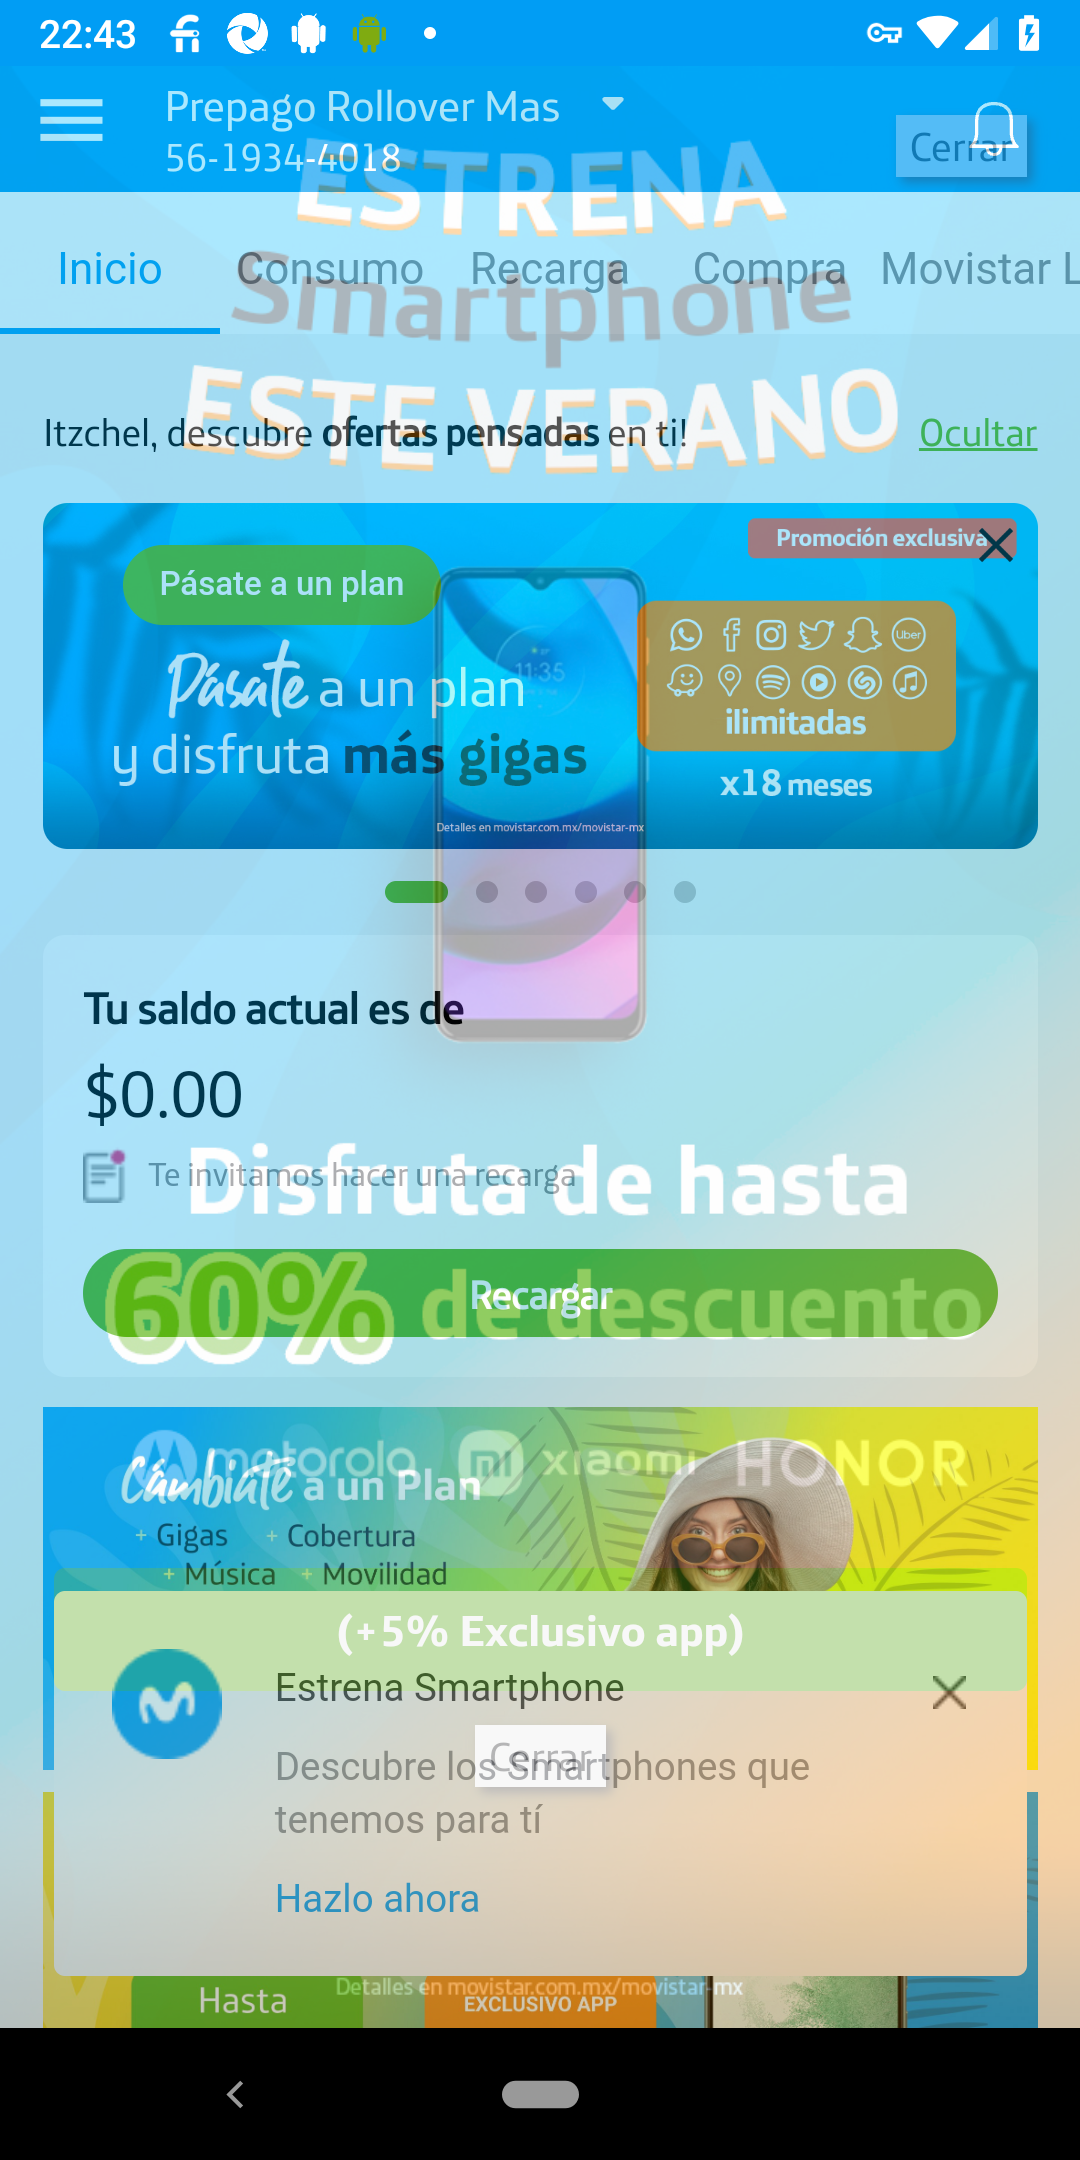 22:43
Prepago Rollover Mas
56-1934-4018
Cerrar
ESTRENA
Smartphone
ESTE VERANO
Inicio
Consumo
Recarga
Compra
Movistar L
Itzchel, descubre ofertas pensadas en ti!
Ocultar
Promoción exclusiva
Pásate a un plan
Pásate a un plan
y disfruta más gigas
11:35
Uber
ilimitadas
x18 meses
Detalles en movistar.com.mx/movistar-mx
Tu saldo actual es de
$0.00
Te invitamos hacer una recarga
Disfruta de hasta
60% de descuento
Recargar
motorola
xiaomi
HONOR
Cámbiate a un Plan
+ Gigas
+ Cobertura
+ Música
+ Movilidad
(+5% Exclusivo app)
Estrena Smartphone
Cerrar
Descubre los Smartphones que
tenemos para tí
Hazlo ahora
Detalles en movistar.com.mx/movistar-mx
Hasta
EXCLUSIVO APP